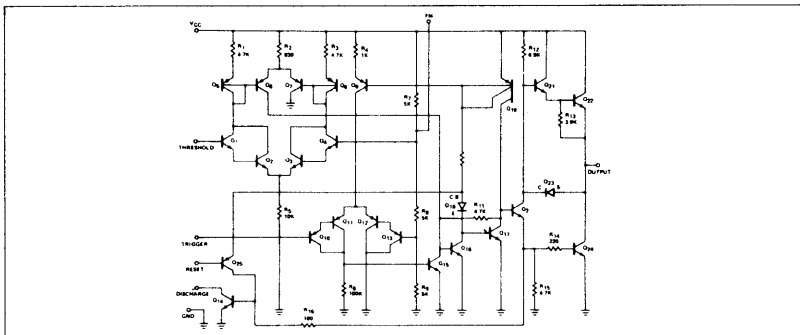 FM
VCC
R1
4.7K
R2
830
R3
4.7K
R4
1K
R7
5K
R12
6.8K
Q5
Q6
Q7
Q8
Q9
Q19
Q21
Q22
R13
3.9K
Q1
Q2
Q3
Q4
THRESHOLD
OUTPUT
Q23
C
R5
10K
R8
5K
C B
Q18
E
R11
4.7K
Q17
Q11
Q12
Q10
Q13
TRIGGER
R14
220
Q24
Q15
Q16
RESET
Q25
R6
100K
R9
5K
R15
4.7K
DISCHARGE
Q14
GND
R16
100